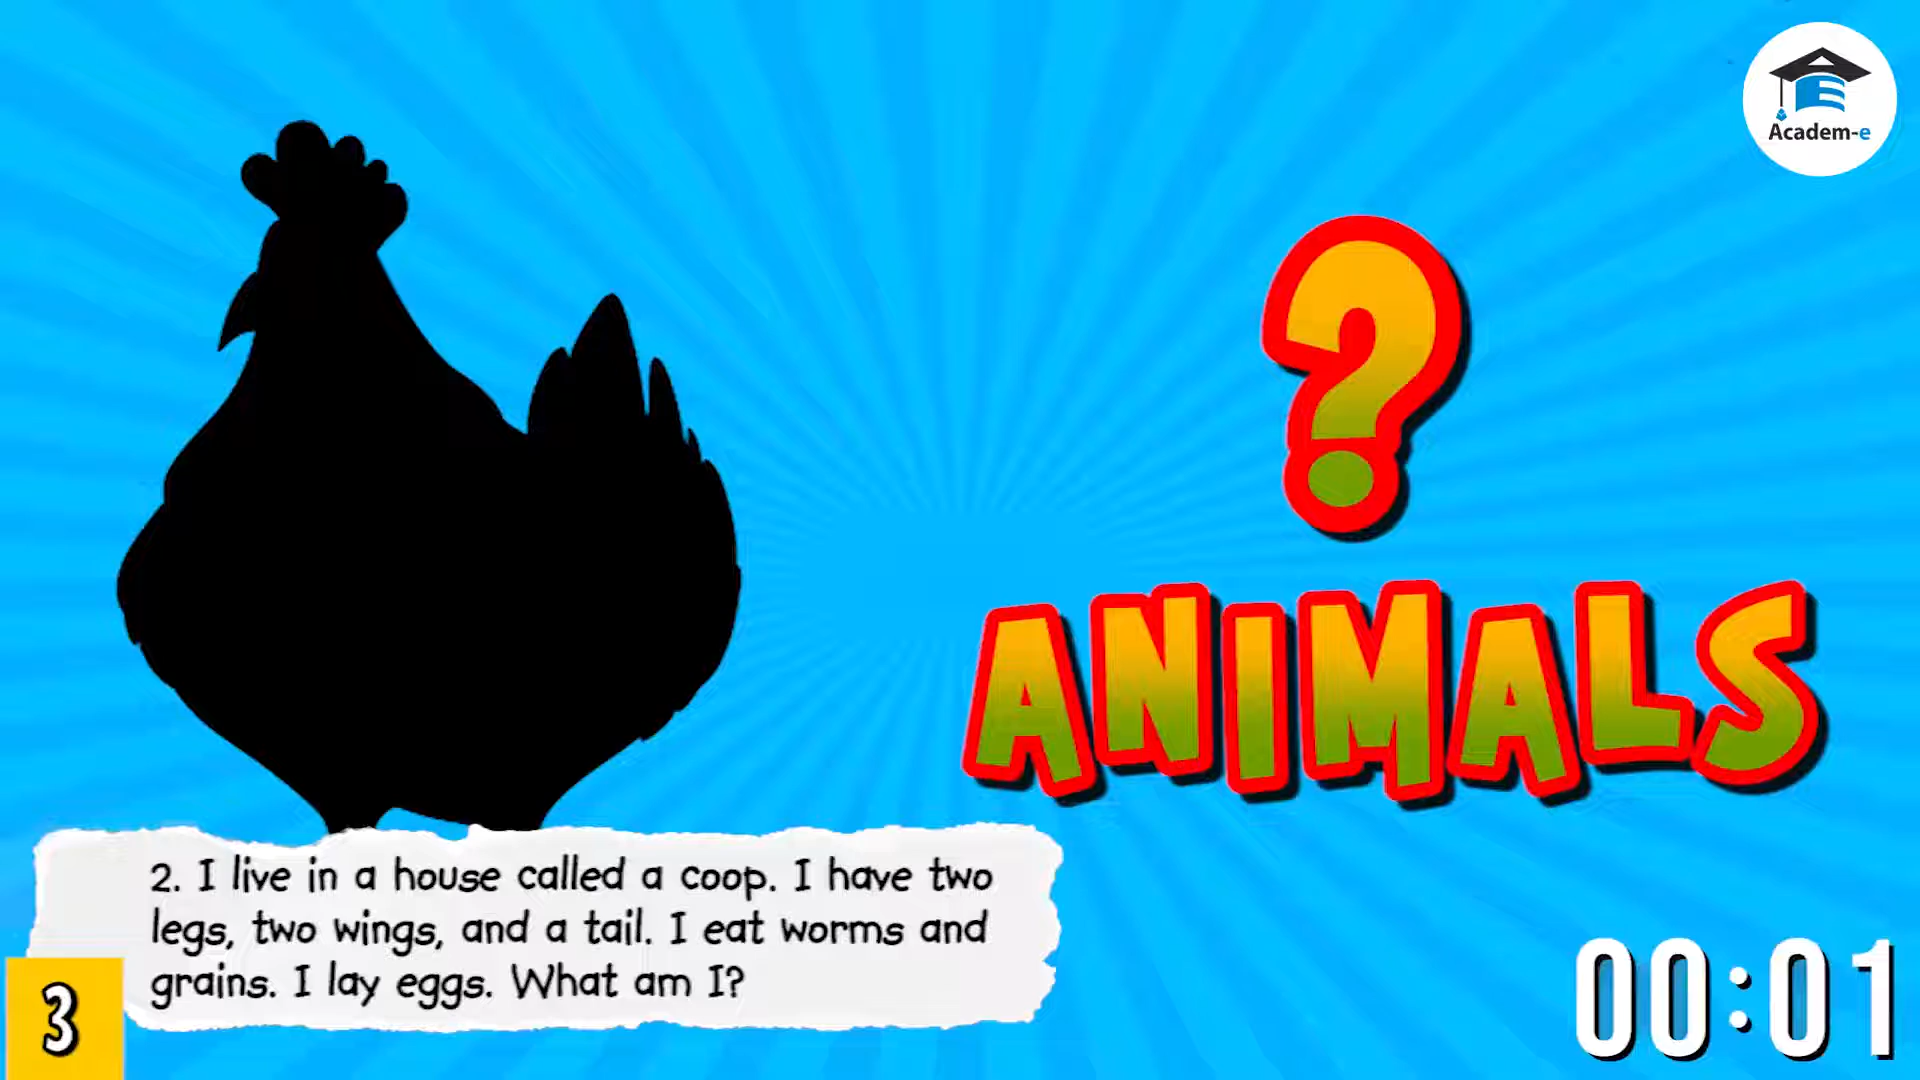 Academ-e
?
ANIMALS
2. I live in a house called a coop. I have two
legs, two wings, and a tail. I eat worms and
grains. I lay eggs. What am I?
3
00:01